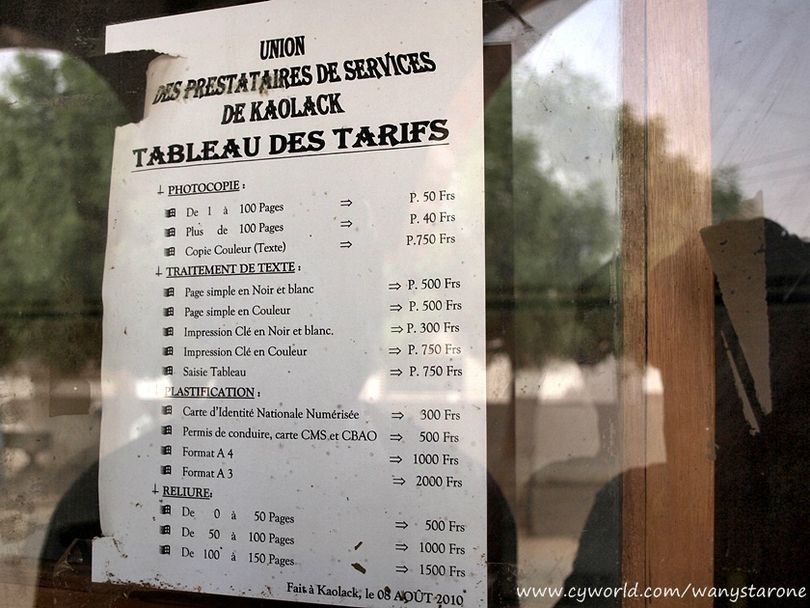 UNION
DES PRESTATAIRES DE SERVICES
DE KAOLACK
TABLEAU DES TARIFS
PHOTOCOPIE :
De 1 à 100 Pages ⇒ P. 50 Frs
Plus de 100 Pages ⇒ P. 40 Frs
Copie Couleur (Texte) ⇒ P.750 Frs
TRAITEMENT DE TEXTE :
Page simple en Noir et blanc ⇒ P. 500 Frs
Page simple en Couleur ⇒ P. 500 Frs
Impression Clé en Noir et blanc. ⇒ P. 300 Frs
Impression Clé en Couleur ⇒ P. 750 Frs
Saisie Tableau ⇒ P. 750 Frs
PLASTIFICATION :
Carte d'Identité Nationale Numérisée ⇒ 300 Frs
Permis de conduire, carte CMS et CBAO ⇒ 500 Frs
Format A 4 ⇒ 1000 Frs
Format A 3 ⇒ 2000 Frs
RELIURE:
De 0 à 50 Pages ⇒ 500 Frs
De 50 à 100 Pages ⇒ 1000 Frs
De 100 à 150 Pages ⇒ 1500 Frs
Fait à Kaolack, le 08 AOÛT 2010
www.cyworld.com/wanystarone